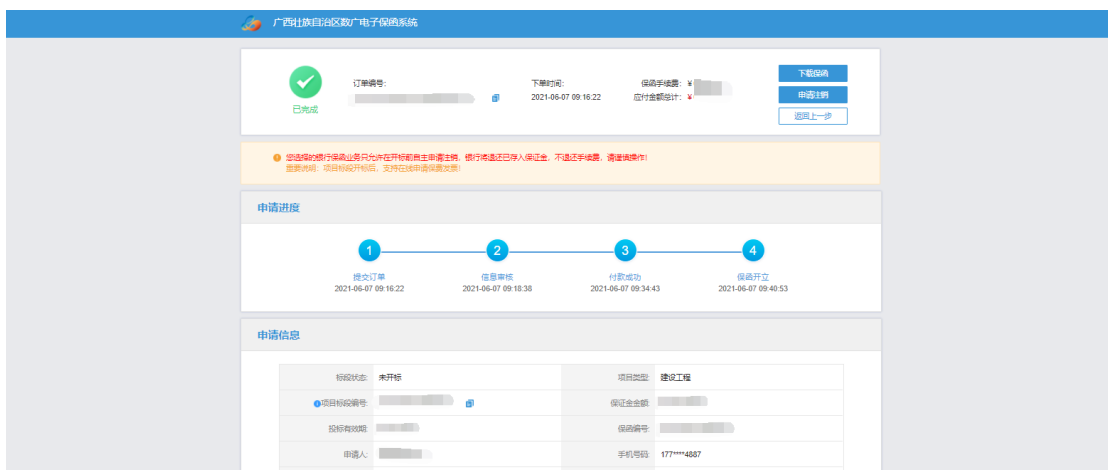 广西壮族自治区数广电子保函系统
已完成
订单编号:
下单时间:
2021-06-07 09:16:22
保函手续费: ¥
应付金额总计: ¥
下载保函
申请注销
返回上一步
您选择的银行保函业务只允许在开标前自主申请注销，银行将退还已存入保证金，不退还手续费，请谨慎操作!
重要说明：项目标段开标后，支持在线申请保费发票!
申请进度
1 2 3 4
提交订单 信息审核 付款成功 保函开立
2021-06-07 09:16:22 2021-06-07 09:18:38 2021-06-07 09:34:43 2021-06-07 09:40:53
申请信息
标段状态: 未开标 项目类型: 建设工程
项目标段编号: 保证金金额:
投标有效期: 保函编号:
申请人: 手机号码: 177****4887